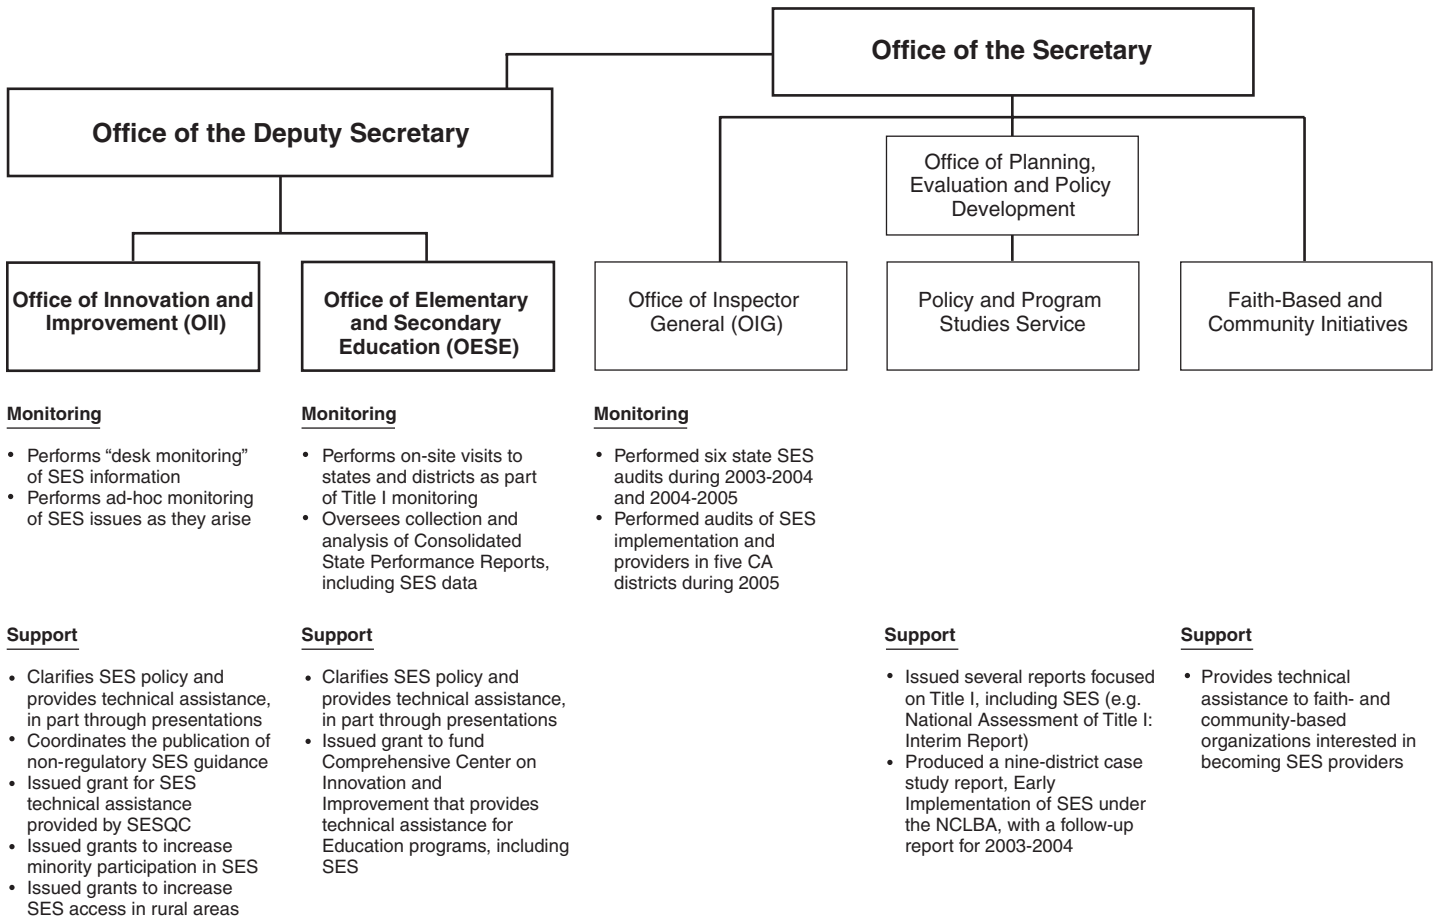 Office of the Secretary
Office of the Deputy Secretary
Office of Planning,
Evaluation and Policy
Development
Office of Innovation and
Improvement (OII)
Office of Elementary
and Secondary
Education (OESE)
Office of Inspector
General (OIG)
Policy and Program
Studies Service
Faith-Based and
Community Initiatives
Monitoring
• Performs “desk monitoring”
of SES information
• Performs ad-hoc monitoring
of SES issues as they arise
Monitoring
• Performs on-site visits to
states and districts as part
of Title I monitoring
• Oversees collection and
analysis of Consolidated
State Performance Reports,
including SES data
Monitoring
• Performed six state SES
audits during 2003-2004
and 2004-2005
• Performed audits of SES
implementation and
providers in five CA
districts during 2005
Support
• Clarifies SES policy and
provides technical assistance,
in part through presentations
• Coordinates the publication of
non-regulatory SES guidance
• Issued grant for SES
technical assistance
provided by SESQC
• Issued grants to increase
minority participation in SES
• Issued grants to increase
SES access in rural areas
Support
• Clarifies SES policy and
provides technical assistance,
in part through presentations
• Issued grant to fund
Comprehensive Center on
Innovation and
Improvement that provides
technical assistance for
Education programs, including
SES
Support
• Issued several reports focused
on Title I, including SES (e.g.
National Assessment of Title I:
Interim Report)
• Produced a nine-district case
study report, Early
Implementation of SES under
the NCLBA, with a follow-up
report for 2003-2004
Support
• Provides technical
assistance to faith- and
community-based
organizations interested in
becoming SES providers